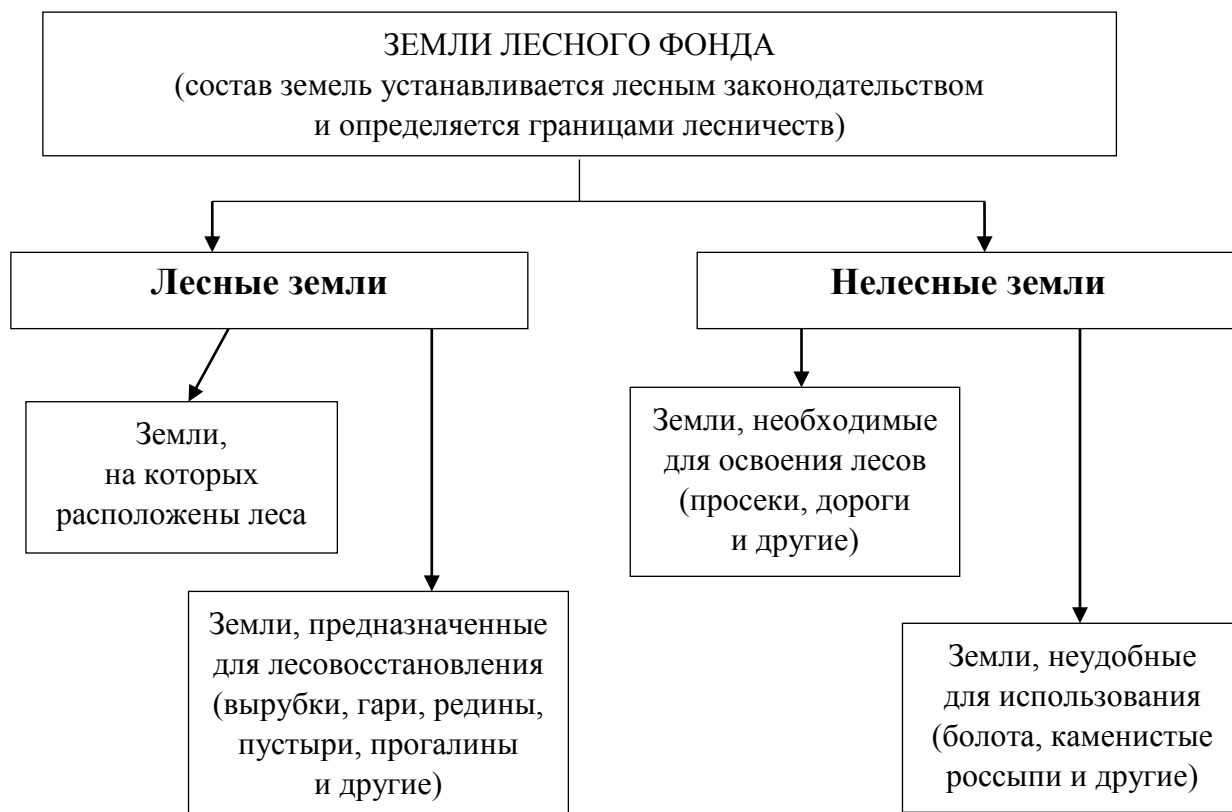 ЗЕМЛИ ЛЕСНОГО ФОНДА
(состав земель устанавливается лесным законодательством
и определяется границами лесничеств)
Лесные земли
Нелесные земли
Земли,
на которых
расположены леса
Земли, необходимые
для освоения лесов
(просеки, дороги
и другие)
Земли, предназначенные
для лесовосстановления
(вырубки, гари, редины,
пустыри, прогалины
и другие)
Земли, неудобные
для использования
(болота, каменистые
россыпи и другие)